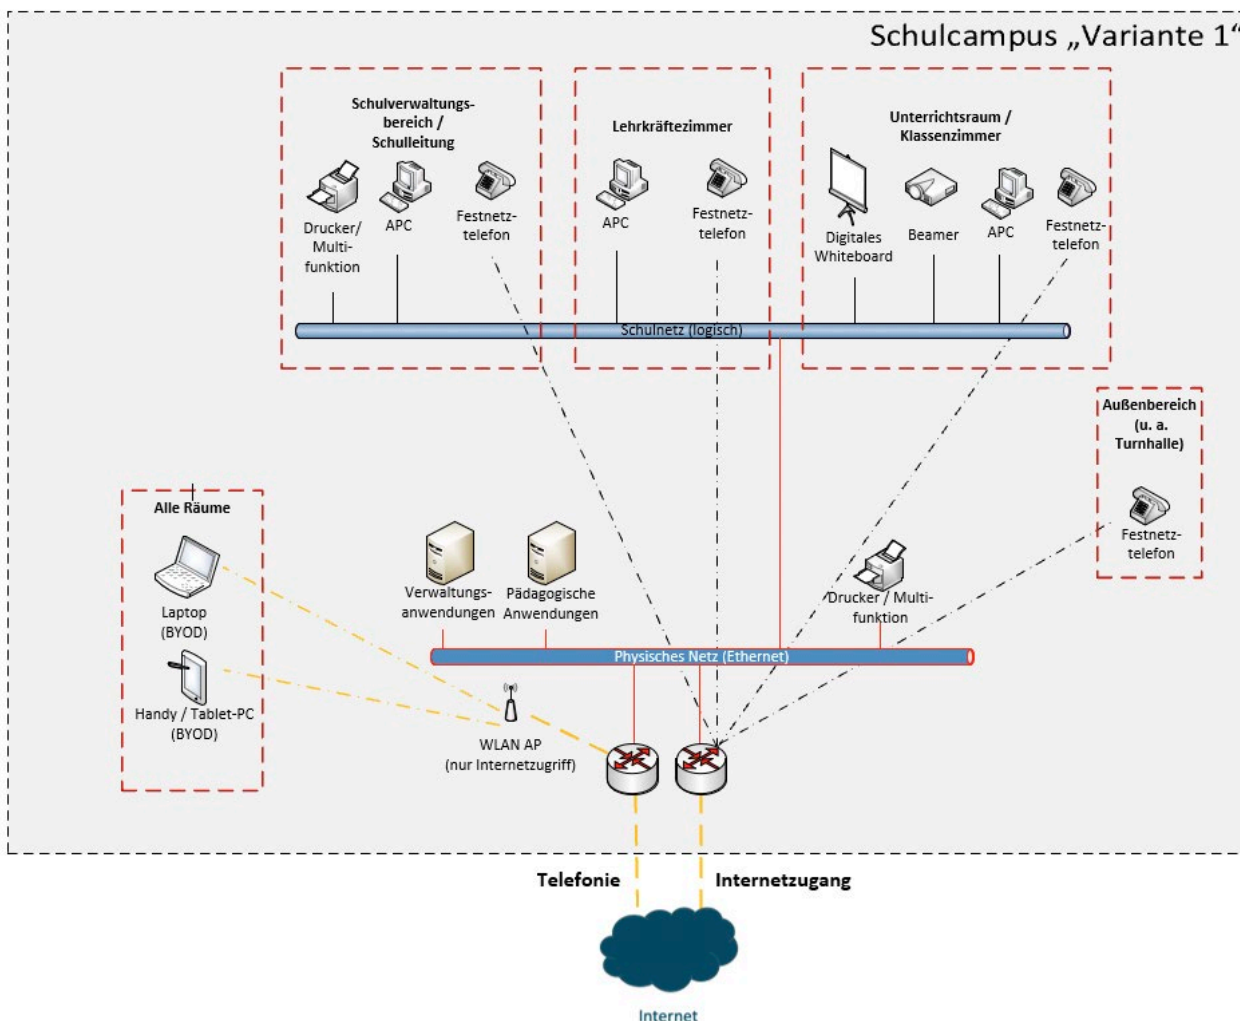 Schulcampus „Variante 1“
Schulverwaltungs-
bereich /
Schulleitung
Drucker/
Multi-
funktion
APC
Festnetz-
telefon
Lehrkräftezimmer
APC
Festnetz-
telefon
Unterrichtsraum /
Klassenzimmer
Digitales
Whiteboard
Beamer
APC
Festnetz-
telefon
Schulnetz (logisch)
Außenbereich
(u. a.
Turnhalle)
Festnetz-
telefon
Alle Räume
Laptop
(BYOD)
Handy / Tablet-PC
(BYOD)
Verwaltungs-
anwendungen
Pädagogische
Anwendungen
Drucker / Multi-
funktion
Physisches Netz (Ethernet)
WLAN AP
(nur Internetzugriff)
Telefonie
Internetzugang
Internet